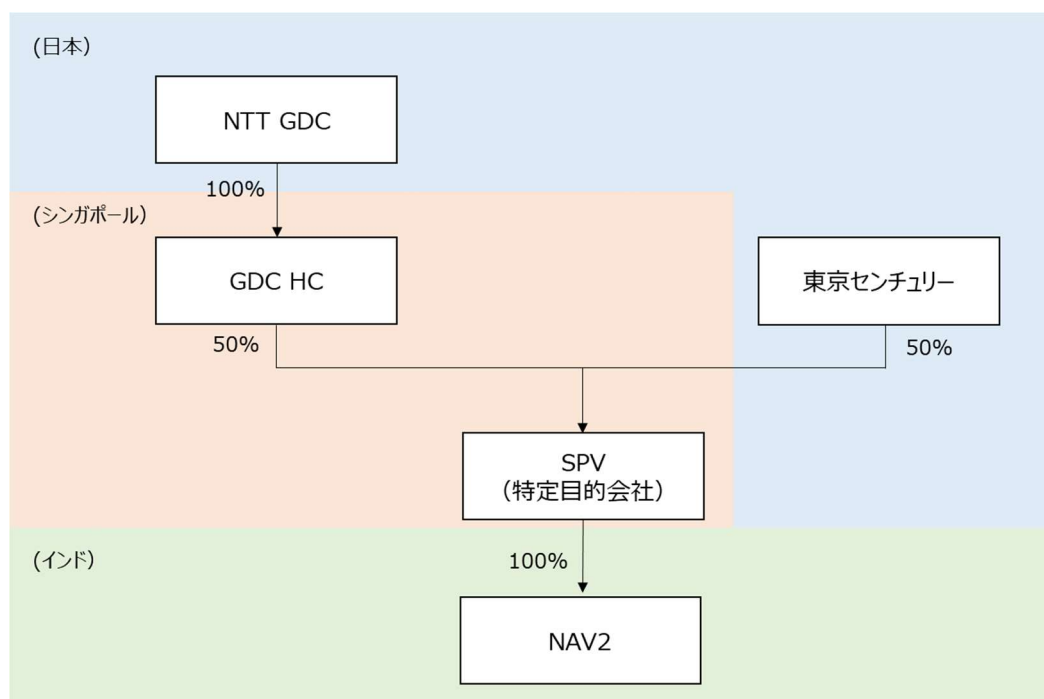 (日本)
NTT GDC
100%
(シンガポール)
GDC HC
東京センチュリー
50%
50%
SPV
（特定目的会社）
(インド)
100%
NAV2